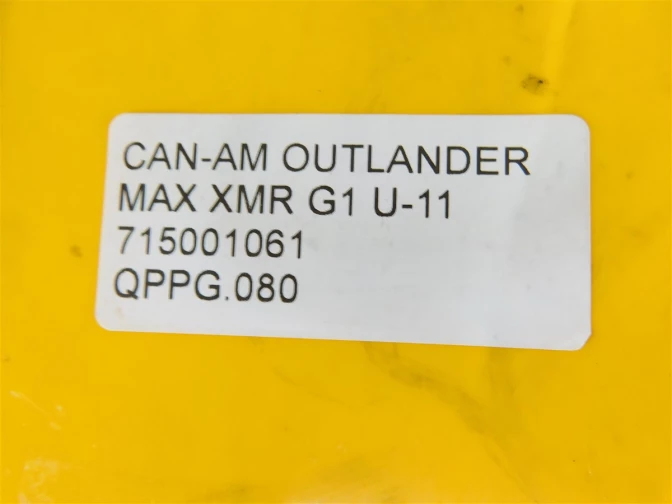 CAN-AM OUTLANDER
MAX XMR G1 U-11
715001061
QPPG.080